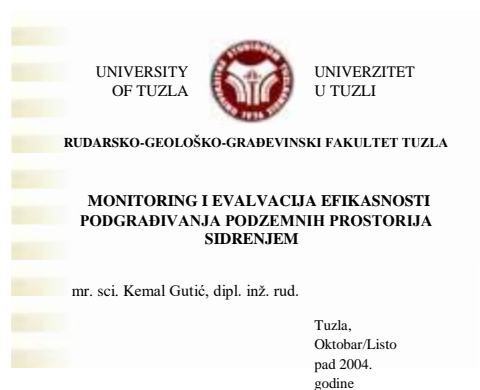 UNIVERSITY OF TUZLA
UNIVERZITET U TUZLI
RUDARSKO-GEOLOŠKO-GRAĐEVINSKI FAKULTET TUZLA
MONITORING I EVALVACIJA EFIKASNOSTI
PODGRAĐIVANJA PODZEMNIH PROSTORIJA
SIDRENJEM
mr. sci. Kemal Gutić, dipl. inž. rud.
Tuzla,
Oktobar/Listo
pad 2004.
godine